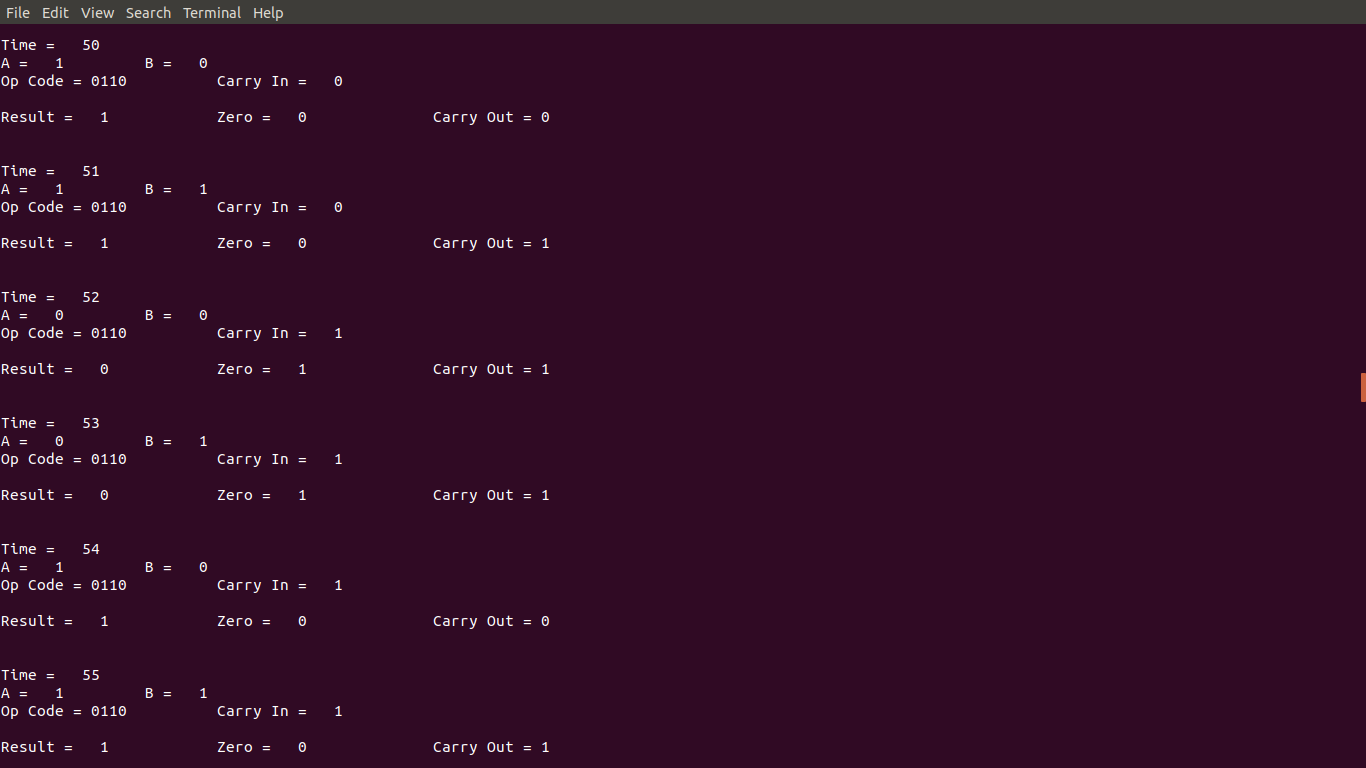 File Edit View Search Terminal Help
Time = 50
A = 1 B = 0
Op Code = 0110 Carry In = 0
Result = 1 Zero = 0 Carry Out = 0
Time = 51
A = 1 B = 1
Op Code = 0110 Carry In = 0
Result = 1 Zero = 0 Carry Out = 1
Time = 52
A = 0 B = 0
Op Code = 0110 Carry In = 1
Result = 0 Zero = 1 Carry Out = 1
Time = 53
A = 0 B = 1
Op Code = 0110 Carry In = 1
Result = 0 Zero = 1 Carry Out = 1
Time = 54
A = 1 B = 0
Op Code = 0110 Carry In = 1
Result = 1 Zero = 0 Carry Out = 0
Time = 55
A = 1 B = 1
Op Code = 0110 Carry In = 1
Result = 1 Zero = 0 Carry Out = 1